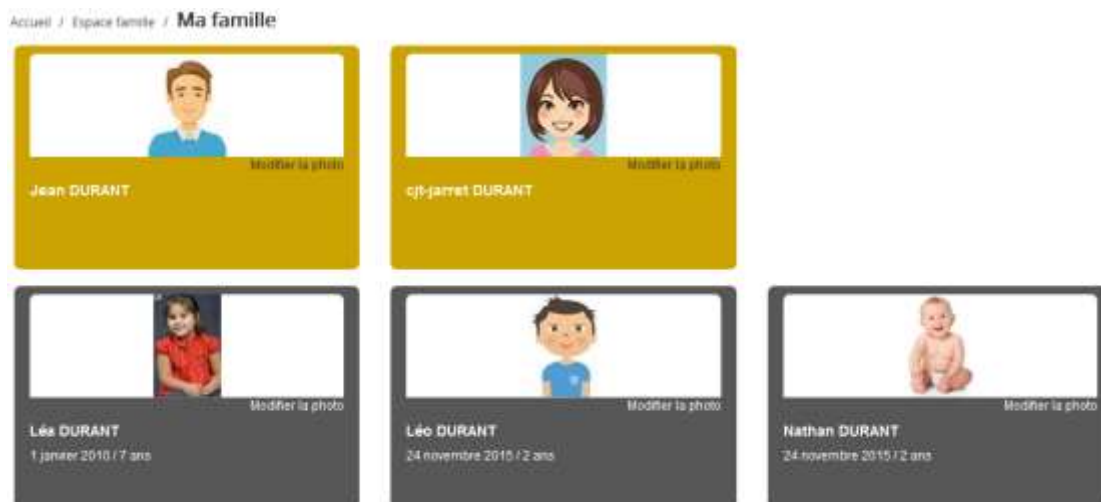 Accueil / Espace famille / Ma famille
Modifier la photo
Jean DURANT
Modifier la photo
cjt-jarret DURANT
Modifier la photo
Léa DURANT
1 janvier 2010 / 7 ans
Modifier la photo
Léo DURANT
24 novembre 2015 / 2 ans
Modifier la photo
Nathan DURANT
24 novembre 2015 / 2 ans